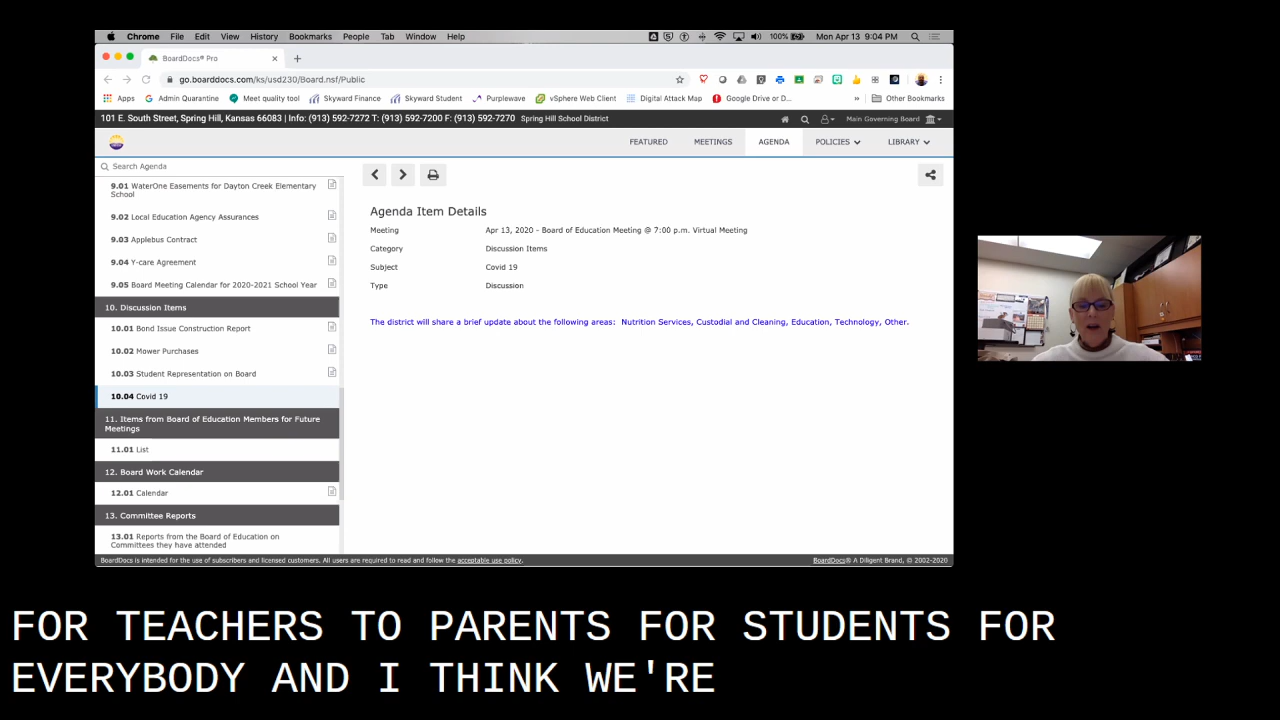 Chrome File Edit View History Bookmarks People Tab Window Help 100% Mon Apr 13 9:04 PM
BoardDocs® Pro
go.boarddocs.com/ks/usd230/Board.nsf/Public
Apps Admin Quarantine Meet quality tool Skyward Finance Skyward Student Purplewave vSphere Web Client Digital Attack Map Google Drive or D... » Other Bookmarks
101 E. South Street, Spring Hill, Kansas 66083 | Info: (913) 592-7272 T: (913) 592-7200 F: (913) 592-7270 Spring Hill School District Main Governing Board
FEATURED MEETINGS AGENDA POLICIES LIBRARY
Search Agenda
9.01 WaterOne Easements for Dayton Creek Elementary
School
9.02 Local Education Agency Assurances
9.03 Applebus Contract
9.04 Y-care Agreement
9.05 Board Meeting Calendar for 2020-2021 School Year
10. Discussion Items
10.01 Bond Issue Construction Report
10.02 Mower Purchases
10.03 Student Representation on Board
10.04 Covid 19
11. Items from Board of Education Members for Future
Meetings
11.01 List
12. Board Work Calendar
12.01 Calendar
13. Committee Reports
13.01 Reports from the Board of Education on
Committees they have attended
Agenda Item Details
Meeting Apr 13, 2020 - Board of Education Meeting @ 7:00 p.m. Virtual Meeting
Category Discussion Items
Subject Covid 19
Type Discussion
The district will share a brief update about the following areas: Nutrition Services, Custodial and Cleaning, Education, Technology, Other.
BoardDocs is intended for the use of subscribers and licensed customers. All users are required to read and follow the acceptable use policy. BoardDocs® A Diligent Brand, © 2002-2020
FOR TEACHERS TO PARENTS FOR STUDENTS FOR
EVERYBODY AND I THINK WE'RE